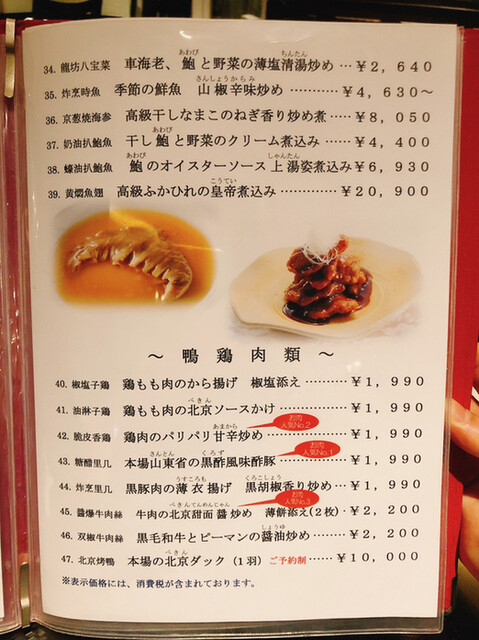 34. 龍坊八宝菜 車海老、鮑と野菜の薄塩清湯炒め …¥2,640
35. 炸烹時魚 季節の鮮魚 山椒辛味炒め …………¥4,630～
36. 京葱焼海参 高級干しなまこのねぎ香り炒め煮 ……¥8,050
37. 奶油扒鮑魚 干し鮑と野菜のクリーム煮込み ………¥4,400
38. 蠔油扒鮑魚 鮑のオイスターソース上湯姿煮込み¥6,930
39. 黄燜魚翅 高級ふかひれの皇帝煮込み ……………¥20,900
～ 鴨 鶏 肉 類 ～
40. 椒塩子鶏 鶏もも肉のから揚げ 椒塩添え …………¥1,990
41. 油淋子鶏 鶏もも肉の北京ソースかけ ………………¥1,990
お肉人気No.2
42. 脆皮香鶏 鶏肉のパリパリ甘辛炒め …………………¥1,990
お肉人気No.1
43. 糖醋里几 本場山東省の黒酢風味酢豚 ………………¥1,990
44. 炸烹里几 黒豚肉の薄衣揚げ 黒胡椒香り炒め ……¥1,990
お肉人気No.3
45. 醤爆牛肉絲 牛肉の北京甜面醤炒め 薄餅添え(2枚)…¥2,200
46. 双椒牛肉絲 黒毛和牛とピーマンの醤油炒め …………¥2,200
47. 北京烤鴨 本場の北京ダック（1羽）ご予約制 ………¥10,000
※表示価格には、消費税が含まれております。